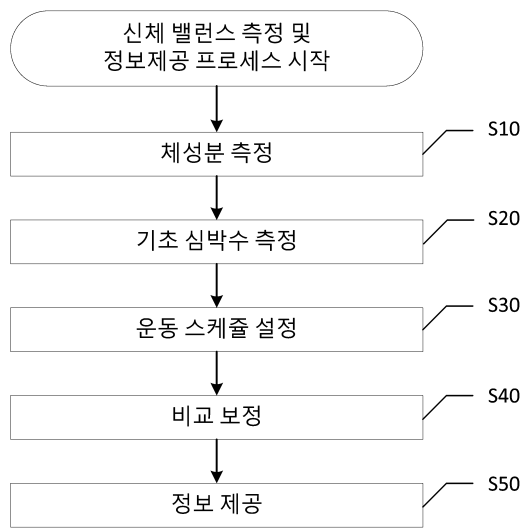 신체 밸런스 측정 및
정보제공 프로세스 시작
S10
체성분 측정
S20
기초 심박수 측정
S30
운동 스케쥴 설정
S40
비교 보정
S50
정보 제공